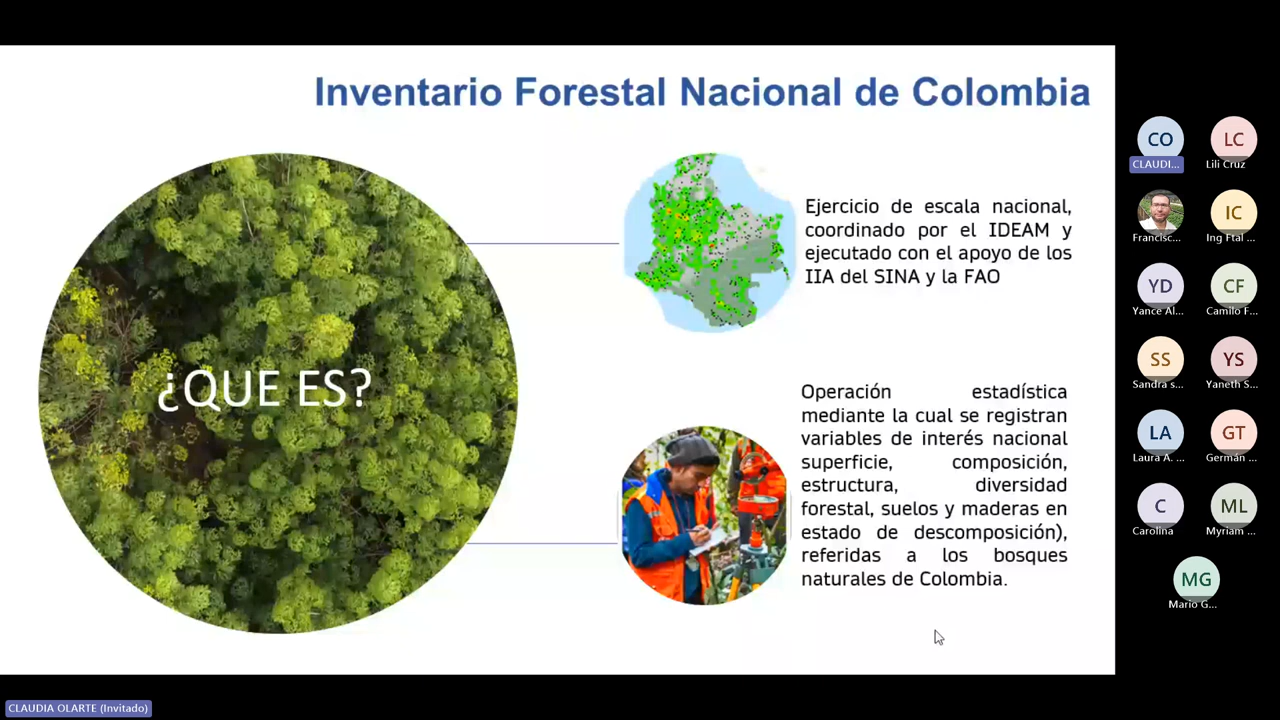 Inventario Forestal Nacional de Colombia
¿QUE ES?
Ejercicio de escala nacional,
coordinado por el IDEAM y
ejecutado con el apoyo de los
IIA del SINA y la FAO
Operación estadística
mediante la cual se registran
variables de interés nacional
superficie, composición,
estructura, diversidad
forestal, suelos y maderas en
estado de descomposición),
referidas a los bosques
naturales de Colombia.
CO
LC
CLAUDI...
Lili Cruz
IC
Francisc...
Ing Ftal ...
YD
CF
Yance Al...
Camilo F...
SS
YS
Sandra s...
Yaneth S...
LA
GT
Laura A. ...
Germán ...
C
ML
Carolina
Myriam ...
MG
Mario G...
CLAUDIA OLARTE (Invitado)